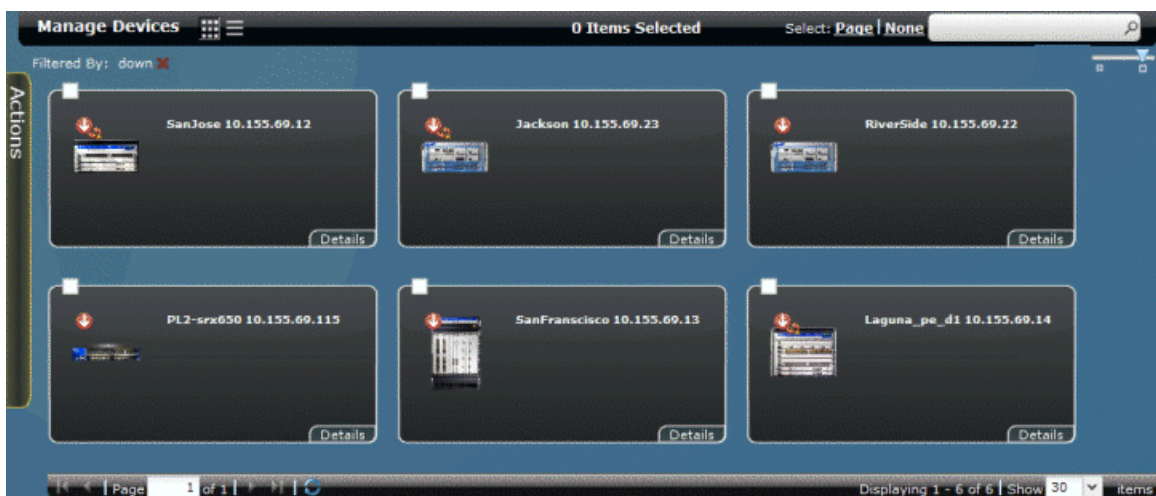 Manage Devices 0 Items Selected Select: Page | None
Filtered By: down
Actions
SanJose 10.155.69.12 Jackson 10.155.69.23 RiverSide 10.155.69.22
Details Details Details
PL2-srx650 10.155.69.115 SanFranscisco 10.155.69.13 Laguna_pe_d1 10.155.69.14
Details Details Details
Page 1 of 1 | Displaying 1 - 6 of 6 | Show 30 items